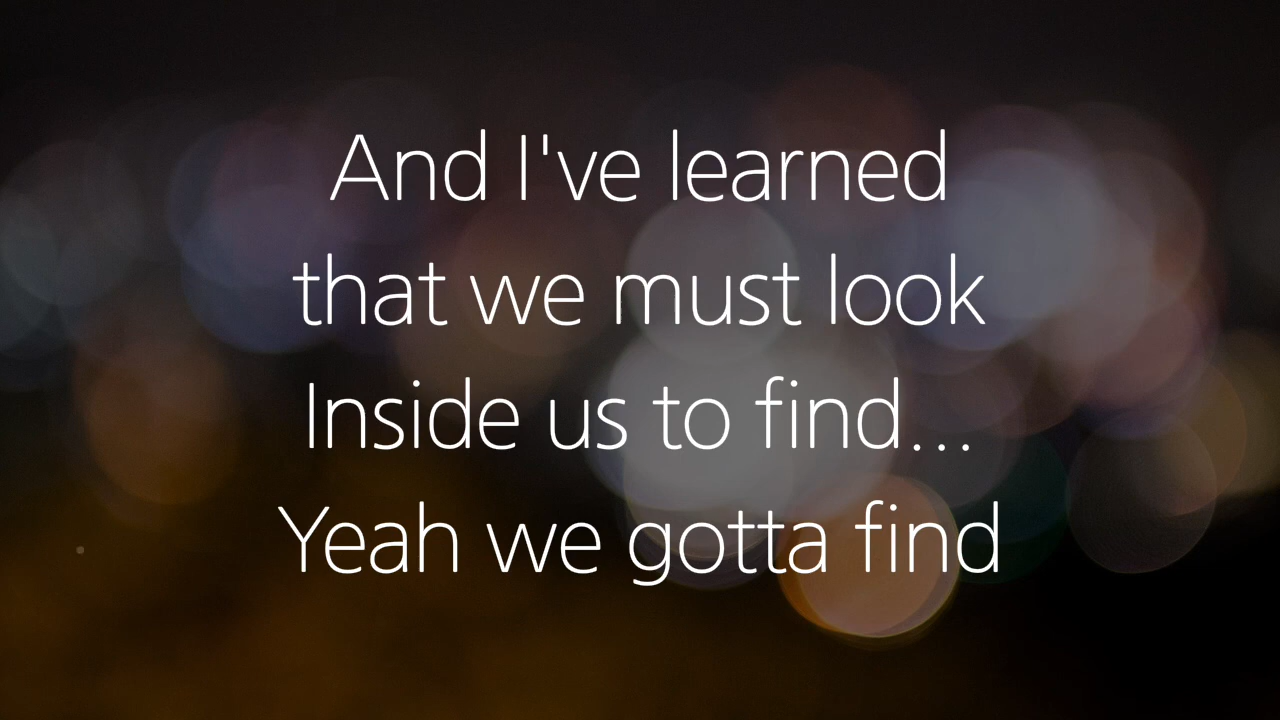 And I've learned
that we must look
Inside us to find...
Yeah we gotta find